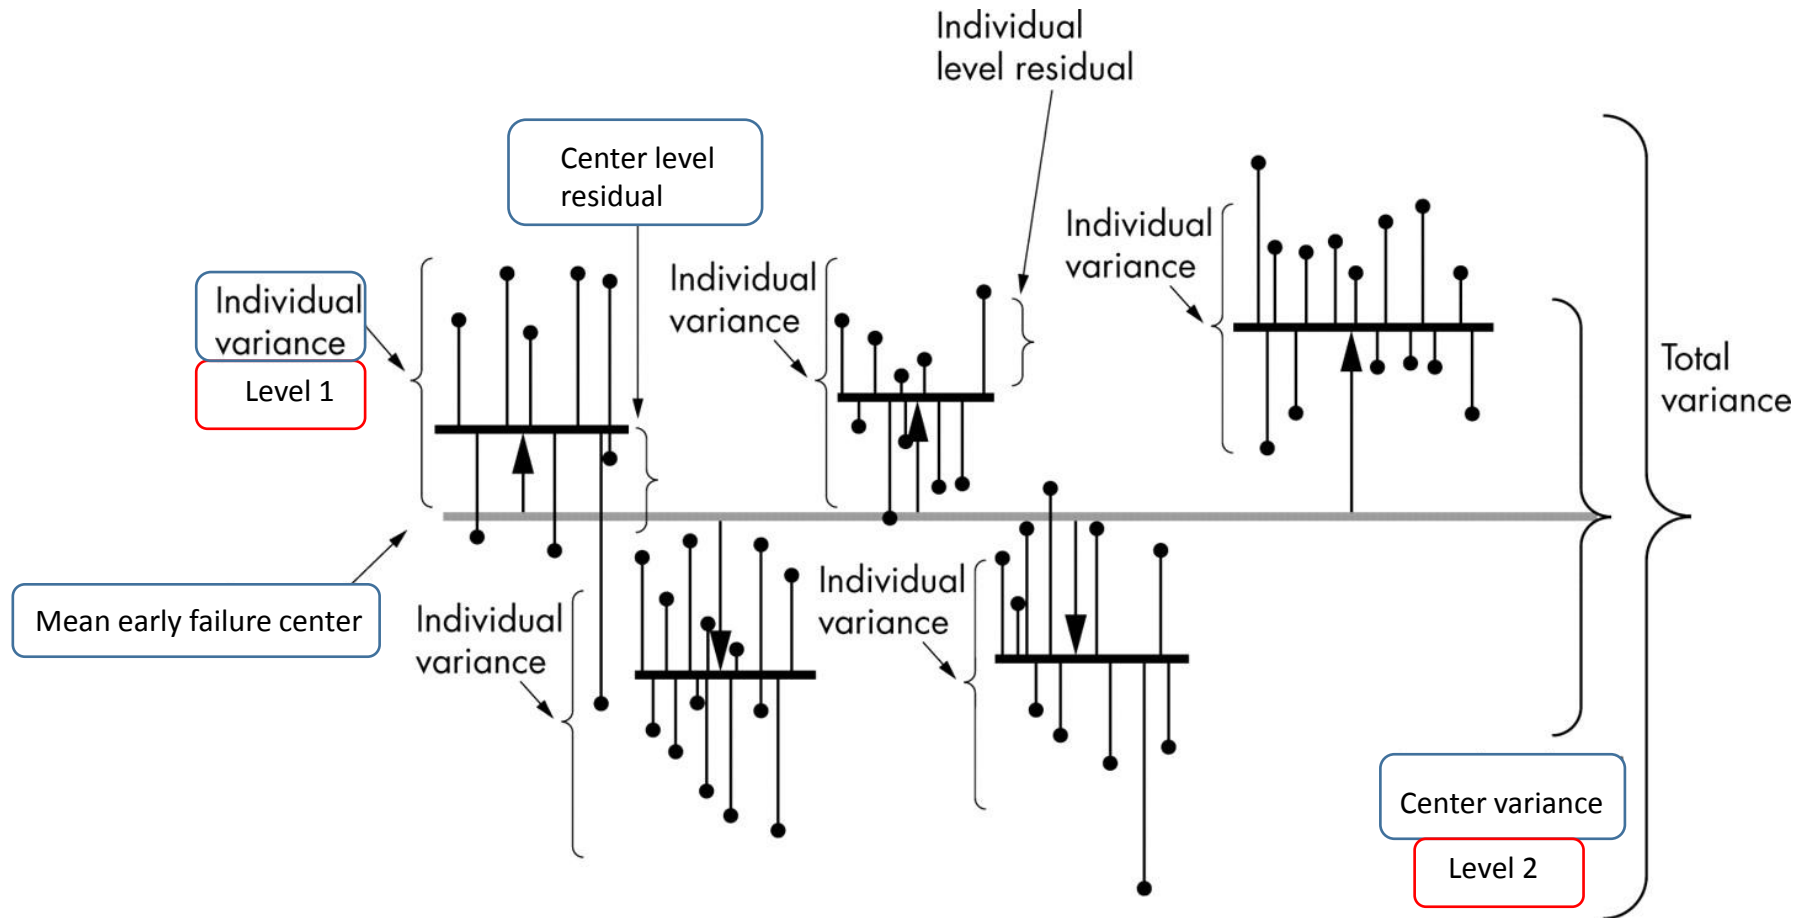 Individual
level residual
Center level
residual
Individual
variance
Level 1
Individual
variance
Individual
variance
Total
variance
Mean early failure center
Individual
variance
Individual
variance
Center variance
Level 2